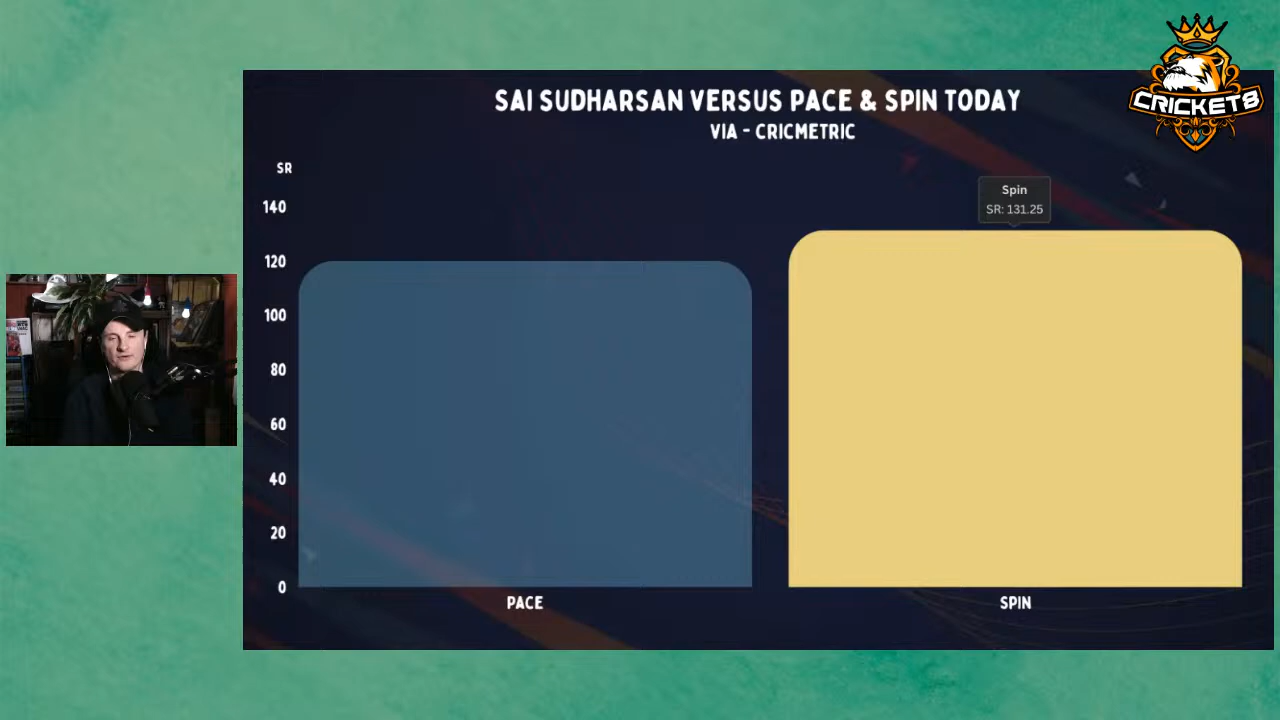 CRICKET8
SAI SUDHARSAN VERSUS PACE & SPIN TODAY
VIA - CRICMETRIC
SR
140
120
100
80
60
40
20
0
Spin
SR: 131.25
PACE
SPIN